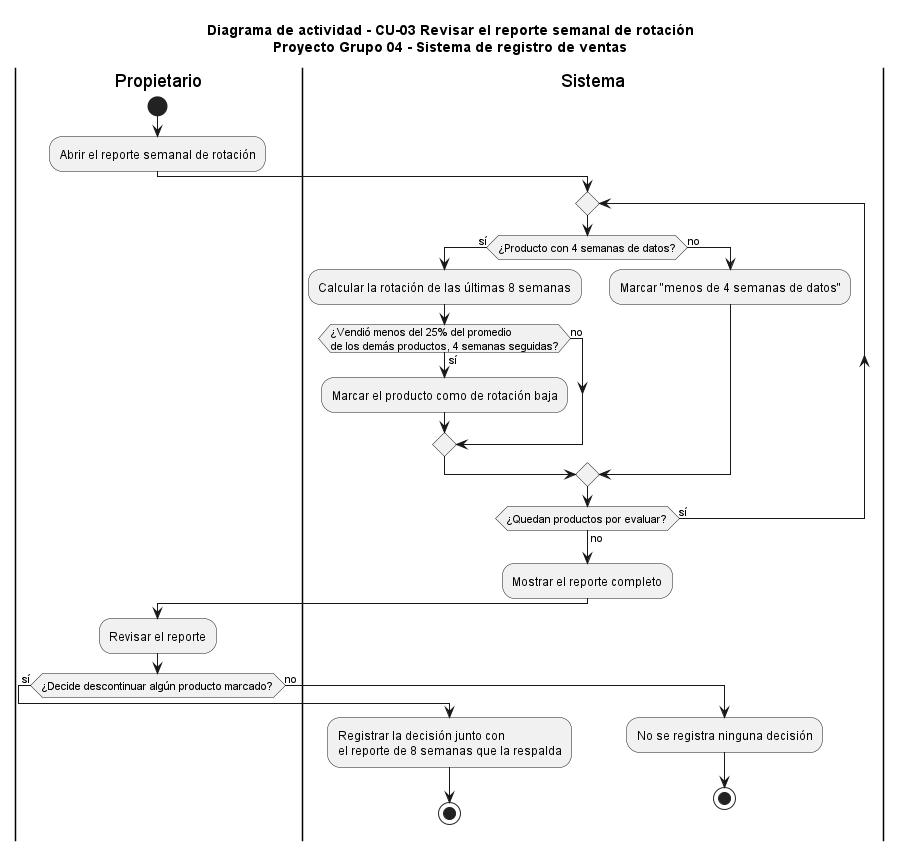 Diagrama de actividad - CU-03 Revisar el reporte semanal de rotación
Proyecto Grupo 04 - Sistema de registro de ventas
Propietario
Sistema
Abrir el reporte semanal de rotación
¿Producto con 4 semanas de datos?
sí
no
Calcular la rotación de las últimas 8 semanas
Marcar "menos de 4 semanas de datos"
¿Vendió menos del 25% del promedio
de los demás productos, 4 semanas seguidas?
no
sí
Marcar el producto como de rotación baja
¿Quedan productos por evaluar?
sí
no
Mostrar el reporte completo
Revisar el reporte
sí
¿Decide descontinuar algún producto marcado?
no
Registrar la decisión junto con
el reporte de 8 semanas que la respalda
No se registra ninguna decisión